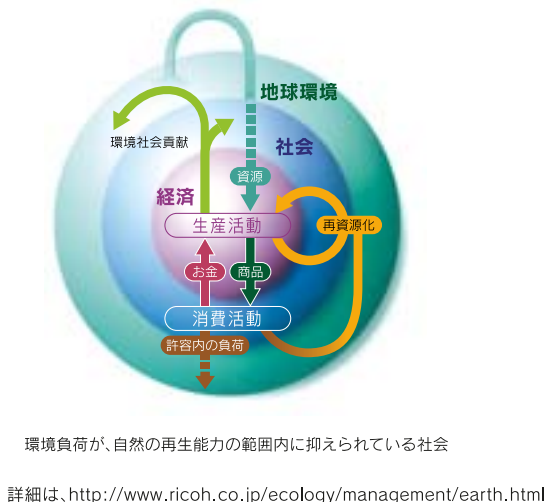 地球環境
環境社会貢献
社会
資源
経済
生産活動
再資源化
お金
商品
消費活動
許容内の負荷
環境負荷が、自然の再生能力の範囲内に抑えられている社会
詳細は、http://www.ricoh.co.jp/ecology/management/earth.html